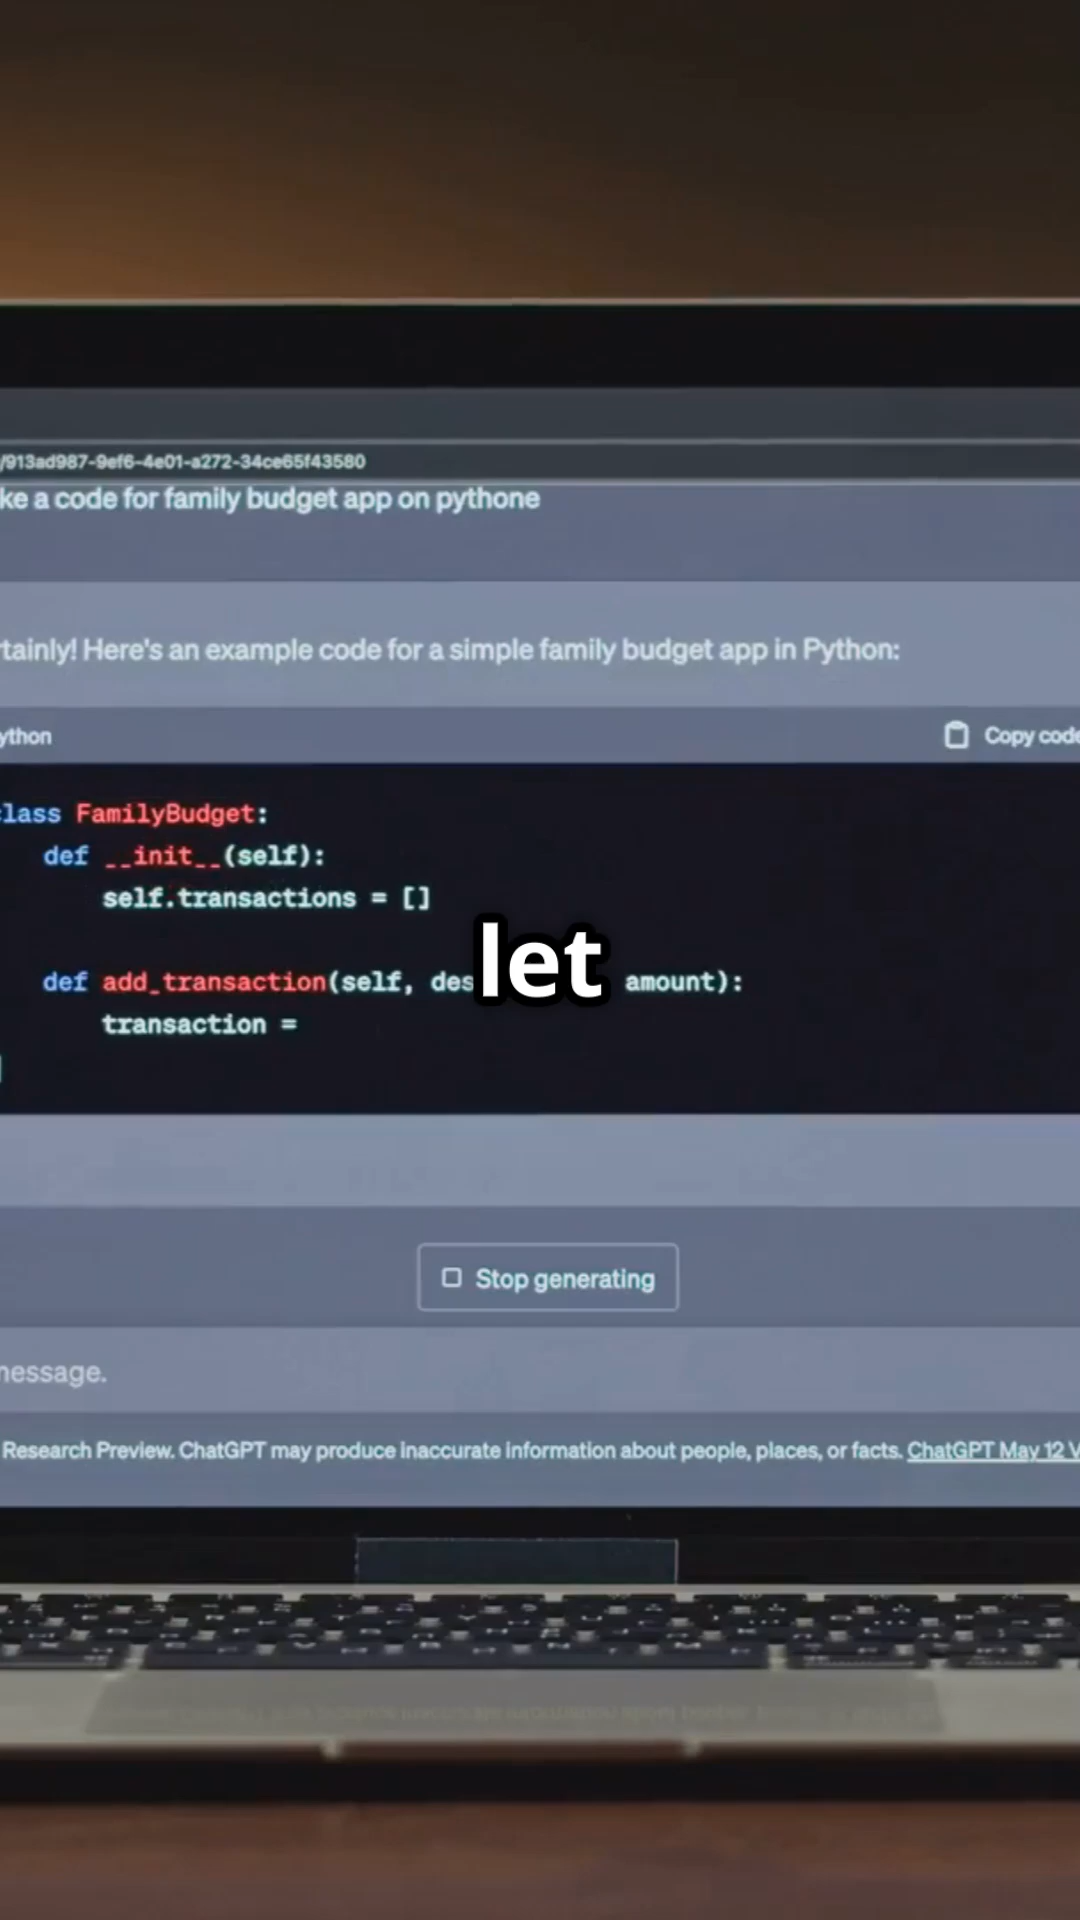 /913ad987-9ef6-4e01-a272-34ce65f43580
ke a code for family budget app on pythone
tainly! Here's an example code for a simple family budget app in Python:
ython
Copy code
class FamilyBudget:
def __init__(self):
self.transactions = []
def add_transaction(self, des amount):
let
transaction =
Stop generating
message.
Research Preview. ChatGPT may produce inaccurate information about people, places, or facts. ChatGPT May 12 V